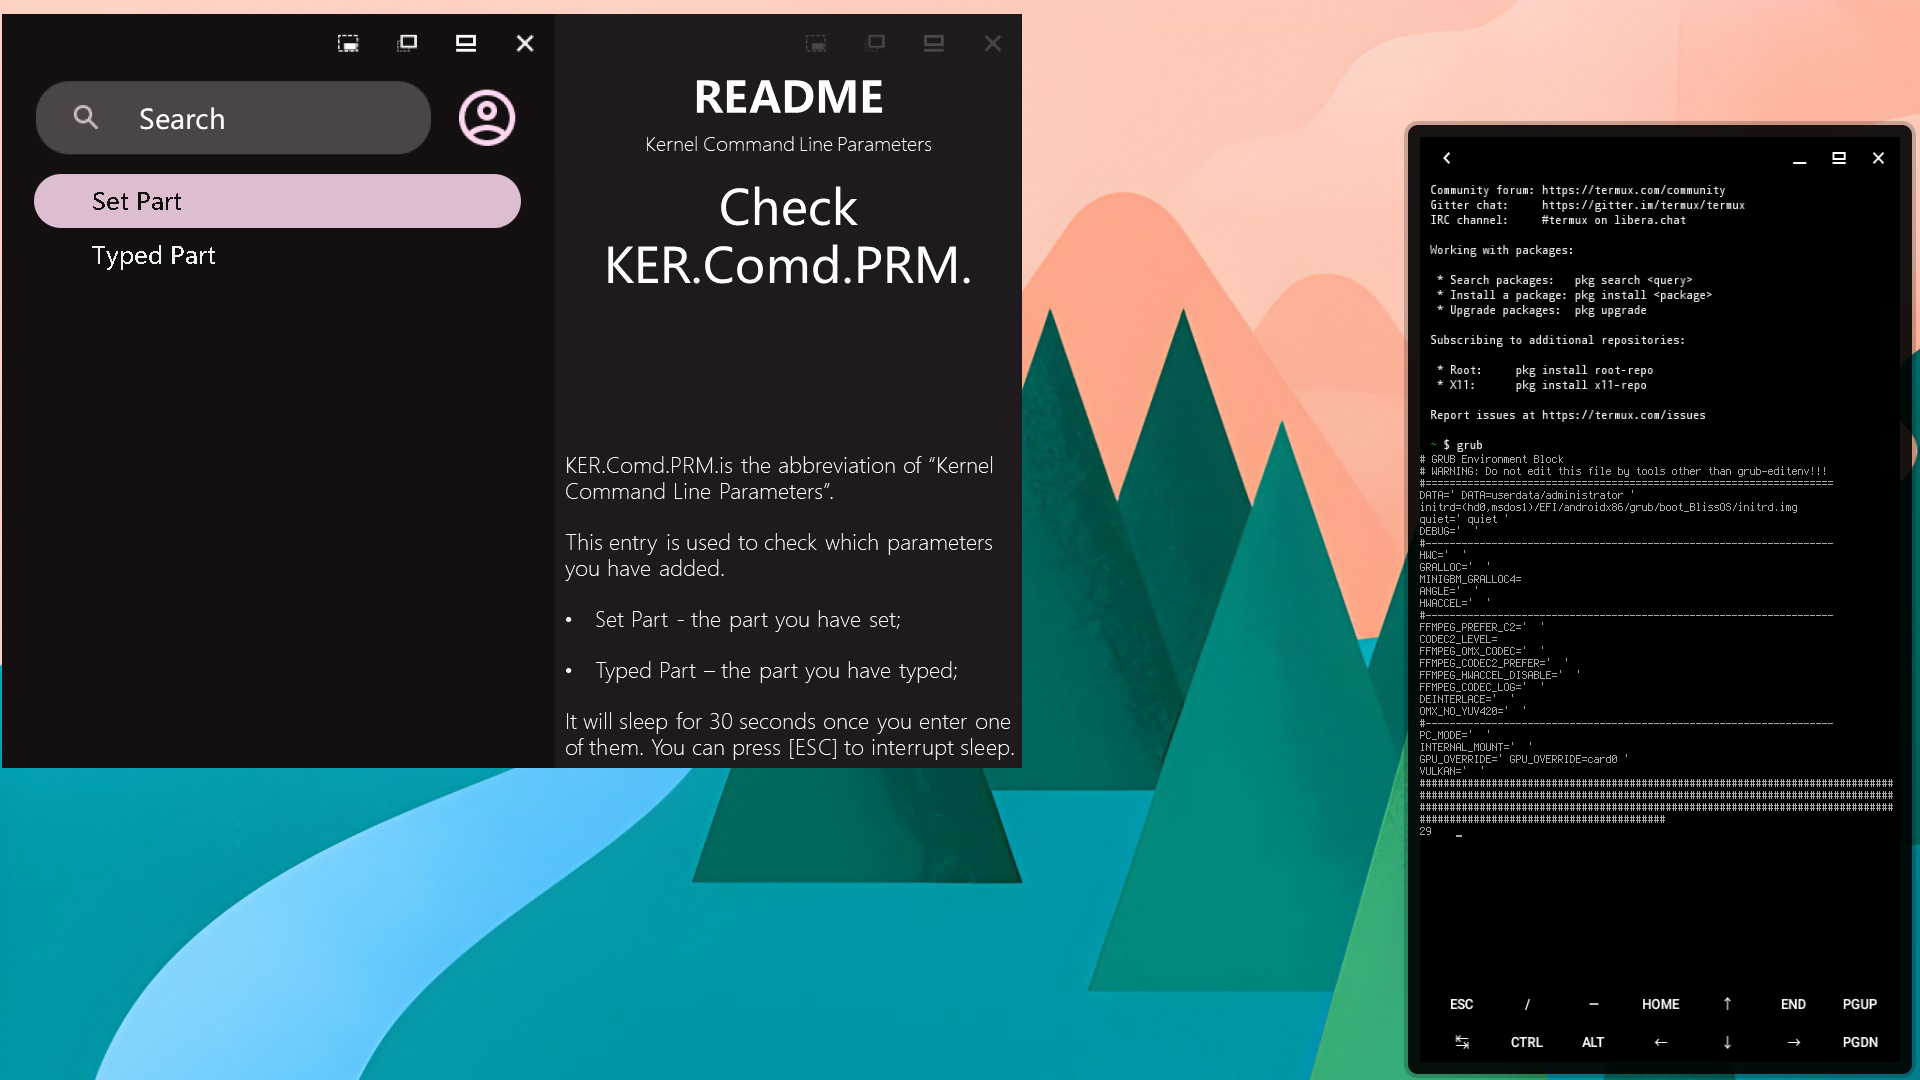 Search
Set Part
Typed Part
README
Kernel Command Line Parameters
Check
KER.Comd.PRM.
KER.Comd.PRM.is the abbreviation of “Kernel
Command Line Parameters”.
This entry is used to check which parameters
you have added.
• Set Part - the part you have set;
• Typed Part – the part you have typed;
It will sleep for 30 seconds once you enter one
of them. You can press [ESC] to interrupt sleep.
Community forum: https://termux.com/community
Gitter chat: https://gitter.im/termux/termux
IRC channel: #termux on libera.chat
Working with packages:
* Search packages: pkg search <query>
* Install a package: pkg install <package>
* Upgrade packages: pkg upgrade
Subscribing to additional repositories:
* Root: pkg install root-repo
* X11: pkg install x11-repo
Report issues at https://termux.com/issues
~ $ grub
# GRUB Environment Block
# WARNING: Do not edit this file by tools other than grub-editenv!!!
#===================================================================
DATA=' DATA=userdata/administrator '
initrd=(hd0,msdos1)/EFI/androidx86/grub/boot_BlissOS/initrd.img
quiet=' quiet '
DEBUG=' '
#-------------------------------------------------------------------
HWC=' '
GRALLOC=' '
MINIGBM_GRALLOC4=
ANGLE=' '
HWACCEL=' '
#-------------------------------------------------------------------
FFMPEG_PREFER_C2=' '
CODEC2_LEVEL=
FFMPEG_OMX_CODEC=' '
FFMPEG_CODEC2_PREFER=' '
FFMPEG_HWACCEL_DISABLE=' '
FFMPEG_CODEC_LOG=' '
DEINTERLACE=' '
OMX_NO_YUV420=' '
#-------------------------------------------------------------------
PC_MODE=' '
INTERNAL_MOUNT=' '
GPU_OVERRIDE=' GPU_OVERRIDE=card0 '
VULKAN=' '
###############################################################################
###############################################################################
###############################################################################
#########################################
29 _
ESC / — HOME ↑ END PGUP
↹ CTRL ALT ← ↓ → PGDN